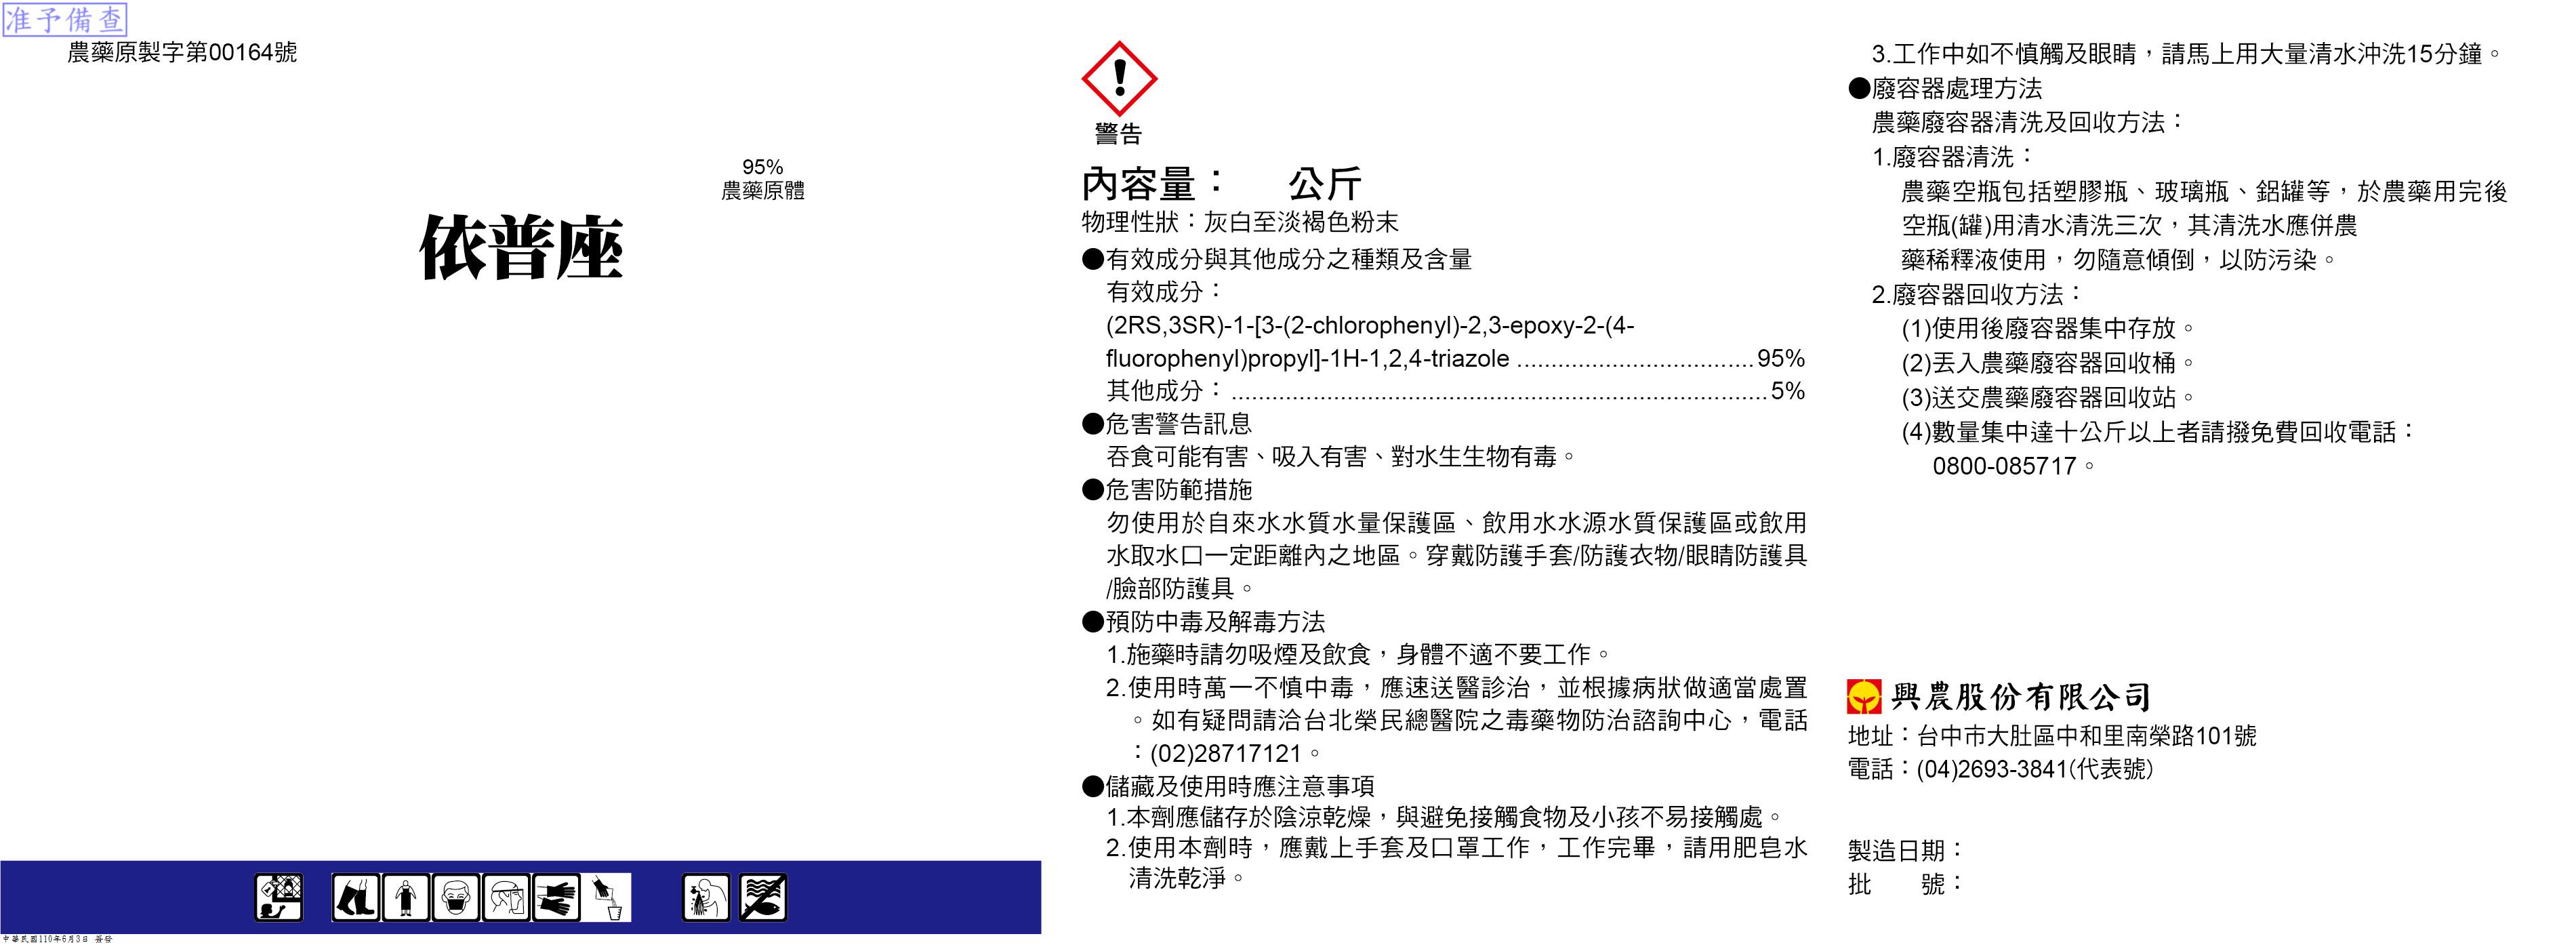 准予備查
農藥原製字第00164號
95%
農藥原體
依普座
中華民國110年6月3日 簽發
警告
內容量： 公斤
物理性狀：灰白至淡褐色粉末
●有效成分與其他成分之種類及含量
有效成分：
(2RS,3SR)-1-[3-(2-chlorophenyl)-2,3-epoxy-2-(4-
fluorophenyl)propyl]-1H-1,2,4-triazole ...................................95%
其他成分：...............................................................................5%
●危害警告訊息
吞食可能有害、吸入有害、對水生生物有毒。
●危害防範措施
勿使用於自來水水質水量保護區、飲用水水源水質保護區或飲用
水取水口一定距離內之地區。穿戴防護手套/防護衣物/眼睛防護具
/臉部防護具。
●預防中毒及解毒方法
1.施藥時請勿吸煙及飲食，身體不適不要工作。
2.使用時萬一不慎中毒，應速送醫診治，並根據病狀做適當處置
。如有疑問請洽台北榮民總醫院之毒藥物防治諮詢中心，電話
：(02)28717121。
●儲藏及使用時應注意事項
1.本劑應儲存於陰涼乾燥，與避免接觸食物及小孩不易接觸處。
2.使用本劑時，應戴上手套及口罩工作，工作完畢，請用肥皂水
清洗乾淨。
3.工作中如不慎觸及眼睛，請馬上用大量清水沖洗15分鐘。
●廢容器處理方法
農藥廢容器清洗及回收方法：
1.廢容器清洗：
農藥空瓶包括塑膠瓶、玻璃瓶、鋁罐等，於農藥用完後
空瓶(罐)用清水清洗三次，其清洗水應併農
藥稀釋液使用，勿隨意傾倒，以防污染。
2.廢容器回收方法：
(1)使用後廢容器集中存放。
(2)丟入農藥廢容器回收桶。
(3)送交農藥廢容器回收站。
(4)數量集中達十公斤以上者請撥免費回收電話：
0800-085717。
興農股份有限公司
地址：台中市大肚區中和里南榮路101號
電話：(04)2693-3841(代表號)
製造日期：
批 號：